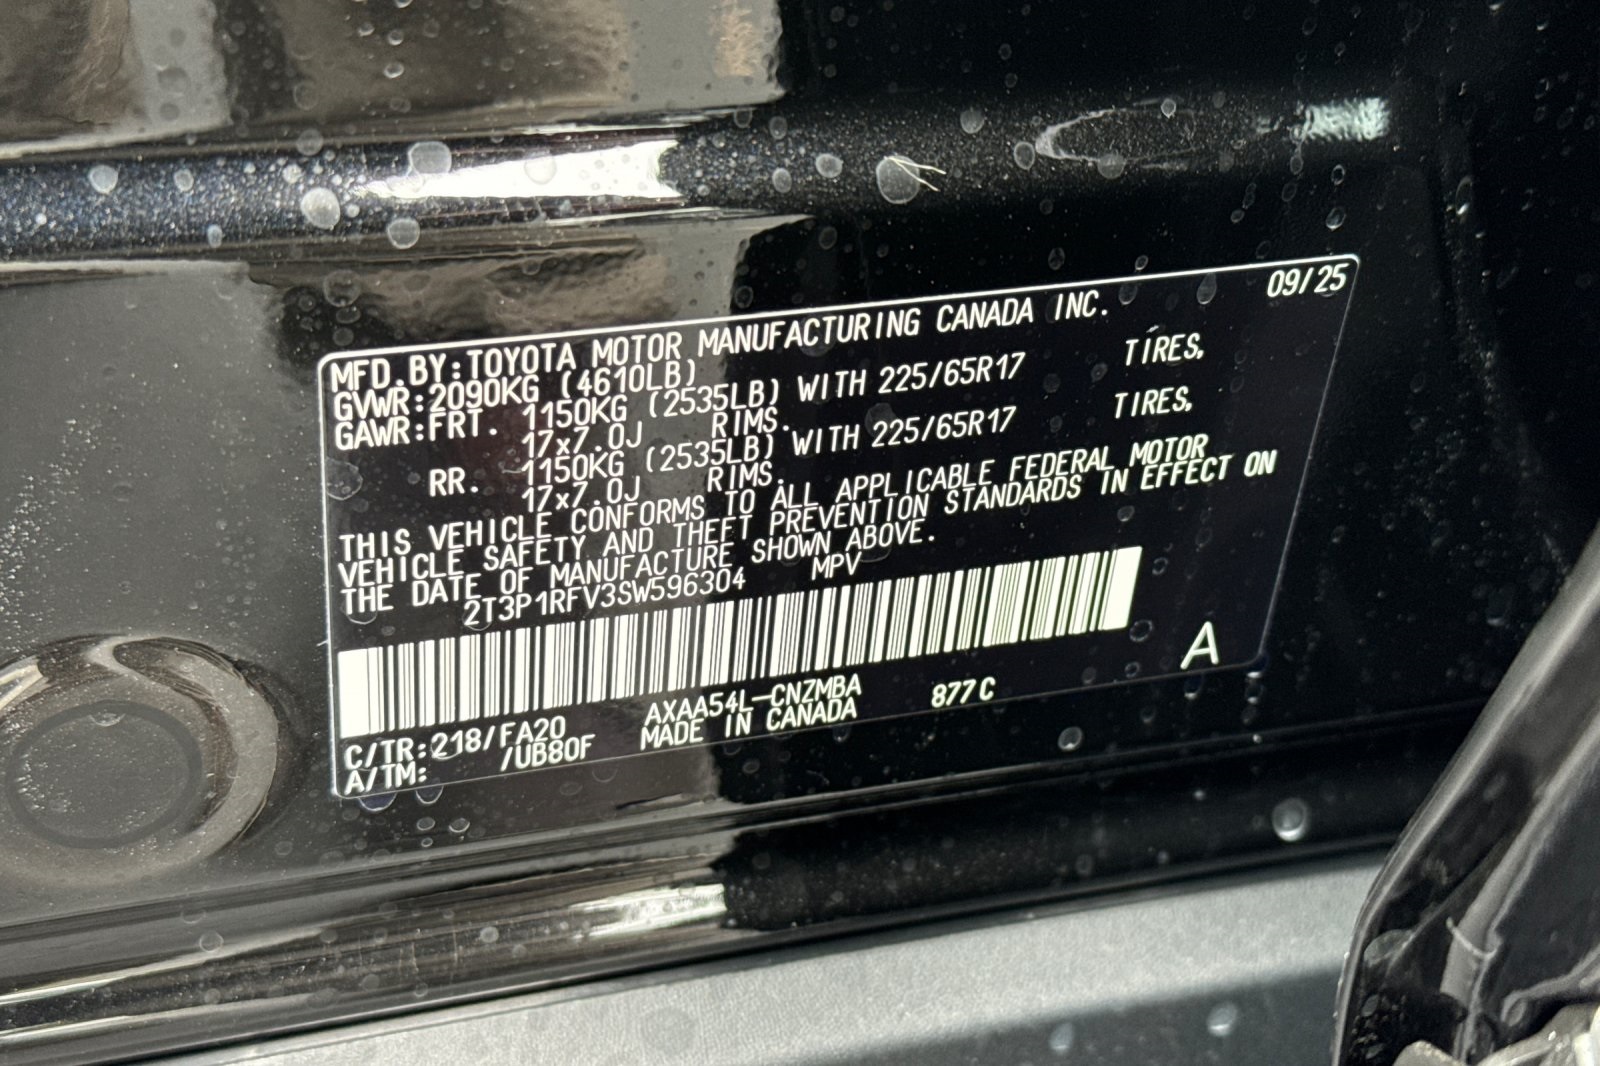 09/25
MFD.BY:TOYOTA MOTOR MANUFACTURING CANADA INC.
GVWR:2090KG (4610LB)
GAWR:FRT. 1150KG (2535LB) WITH 225/65R17 TIRES,
17x7.0J RIMS.
RR. 1150KG (2535LB) WITH 225/65R17 TIRES,
17x7.0J RIMS.
THIS VEHICLE CONFORMS TO ALL APPLICABLE FEDERAL MOTOR
VEHICLE SAFETY AND THEFT PREVENTION STANDARDS IN EFFECT ON
THE DATE OF MANUFACTURE SHOWN ABOVE.
2T3P1RFV3SW596304 MPV
A
C/TR:218/FA20 AXAA54L-CNZMBA 877C
A/TM: /UB80F MADE IN CANADA